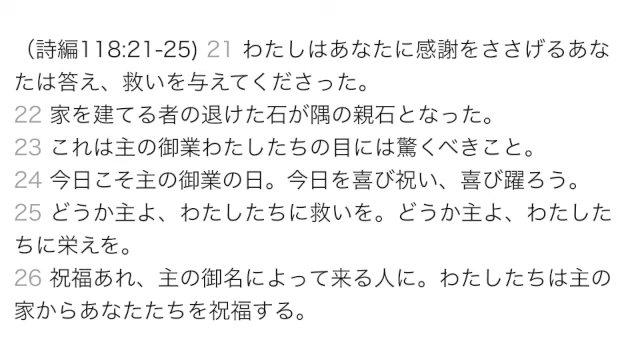 （詩編118:21-25) 21 わたしはあなたに感謝をささげるあな
たは答え、救いを与えてくださった。
22 家を建てる者の退けた石が隅の親石となった。
23 これは主の御業わたしたちの目には驚くべきこと。
24 今日こそ主の御業の日。今日を喜び祝い、喜び躍ろう。
25 どうか主よ、わたしたちに救いを。どうか主よ、わたした
ちに栄えを。
26 祝福あれ、主の御名によって来る人に。わたしたちは主の
家からあなたたちを祝福する。